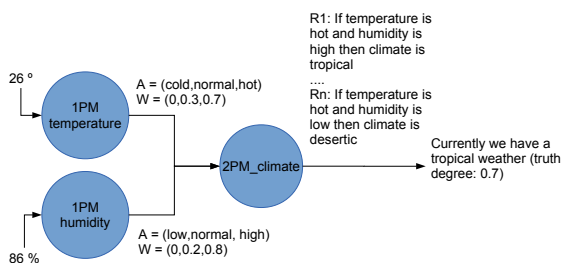 R1: If temperature is
hot and humidity is
high then climate is
tropical
....
Rn: If temperature is
hot and humidity is
low then climate is
desertic
26 º
A = (cold,normal,hot)
W = (0,0.3,0.7)
1PM
temperature
2PM_climate
Currently we have a
tropical weather (truth
degree: 0.7)
1PM
humidity
A = (low,normal, high)
W = (0,0.2,0.8)
86 %